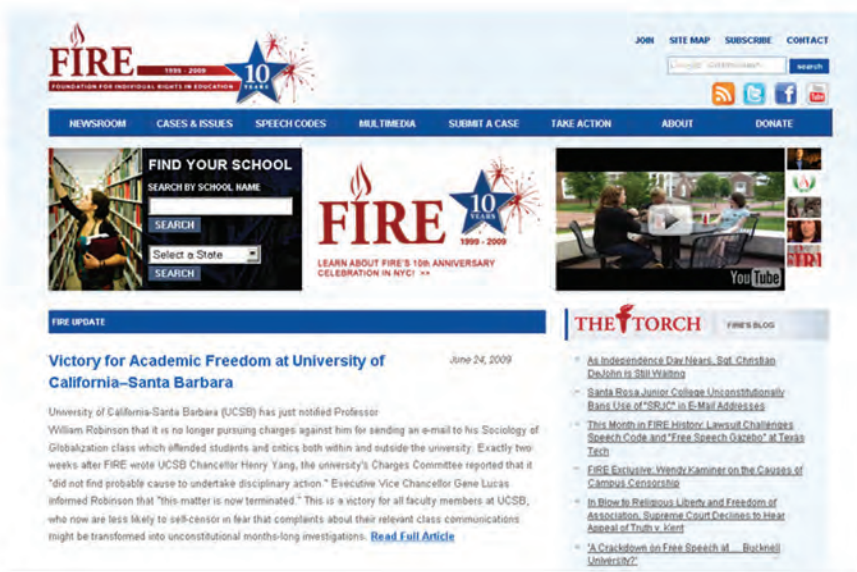 JOIN SITE MAP SUBSCRIBE CONTACT
FIRE
1999 - 2009
10
YEARS
FOUNDATION FOR INDIVIDUAL RIGHTS IN EDUCATION
search
You Tube
NEWSROOM CASES & ISSUES SPEECH CODES MULTIMEDIA SUBMIT A CASE TAKE ACTION ABOUT DONATE
FIND YOUR SCHOOL
SEARCH BY SCHOOL NAME
SEARCH
Select a State
SEARCH
FIRE
10
YEARS
1999 - 2009
LEARN ABOUT FIRE'S 10th ANNIVERSARY
CELEBRATION IN NYC! >>
You Tube
FIRE
FIRE UPDATE
Victory for Academic Freedom at University of
California–Santa Barbara
June 24, 2009
University of California-Santa Barbara (UCSB) has just notified Professor
William Robinson that it is no longer pursuing charges against him for sending an e-mail to his Sociology of
Globalization class which offended students and critics both within and outside the university. Exactly two
weeks after FIRE wrote UCSB Chancellor Henry Yang, the university's Charges Committee reported that it
"did not find probable cause to undertake disciplinary action." Executive Vice Chancellor Gene Lucas
informed Robinson that "this matter is now terminated." This is a victory for all faculty members at UCSB,
who now are less likely to self-censor in fear that complaints about their relevant class communications
might be transformed into unconstitutional months-long investigations. Read Full Article
THE TORCH FIRE'S BLOG
As Independence Day Nears, Sgt. Christian
DeJohn is Still Waiting
Santa Rosa Junior College Unconstitutionally
Bans Use of "SRJC" in E-Mail Addresses
This Month in FIRE History: Lawsuit Challenges
Speech Code and "Free Speech Gazebo" at Texas
Tech
FIRE Exclusive: Wendy Kaminer on the Causes of
Campus Censorship
In Blow to Religious Liberty and Freedom of
Association, Supreme Court Declines to Hear
Appeal of Truth v. Kent
'A Crackdown on Free Speech at ... Bucknell
University?'